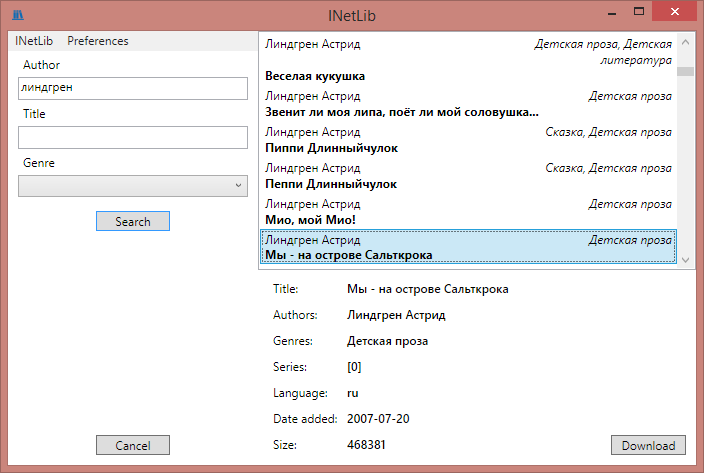 INetLib
INetLib Preferences
Author
линдгрен
Title
Genre
Search
Cancel
Линдгрен Астрид Детская проза, Детская
литература
Веселая кукушка
Линдгрен Астрид Детская проза
Звенит ли моя липа, поёт ли мой соловушка...
Линдгрен Астрид Сказка, Детская проза
Пиппи Длинныйчулок
Линдгрен Астрид Сказка, Детская проза
Пеппи Длинныйчулок
Линдгрен Астрид Детская проза
Мио, мой Мио!
Линдгрен Астрид Детская проза
Мы - на острове Сальткрока
Title: Мы - на острове Сальткрока
Authors: Линдгрен Астрид
Genres: Детская проза
Series: [0]
Language: ru
Date added: 2007-07-20
Size: 468381
Download